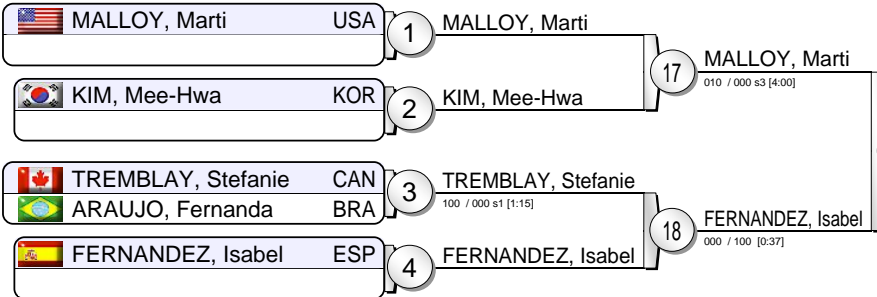 MALLOY, Marti USA
1
MALLOY, Marti
17
MALLOY, Marti
010 / 000 s3 [4:00]
KIM, Mee-Hwa KOR
2
KIM, Mee-Hwa
TREMBLAY, Stefanie CAN
ARAUJO, Fernanda BRA
3
TREMBLAY, Stefanie
100 / 000 s1 [1:15]
18
FERNANDEZ, Isabel
000 / 100 [0:37]
FERNANDEZ, Isabel ESP
4
FERNANDEZ, Isabel